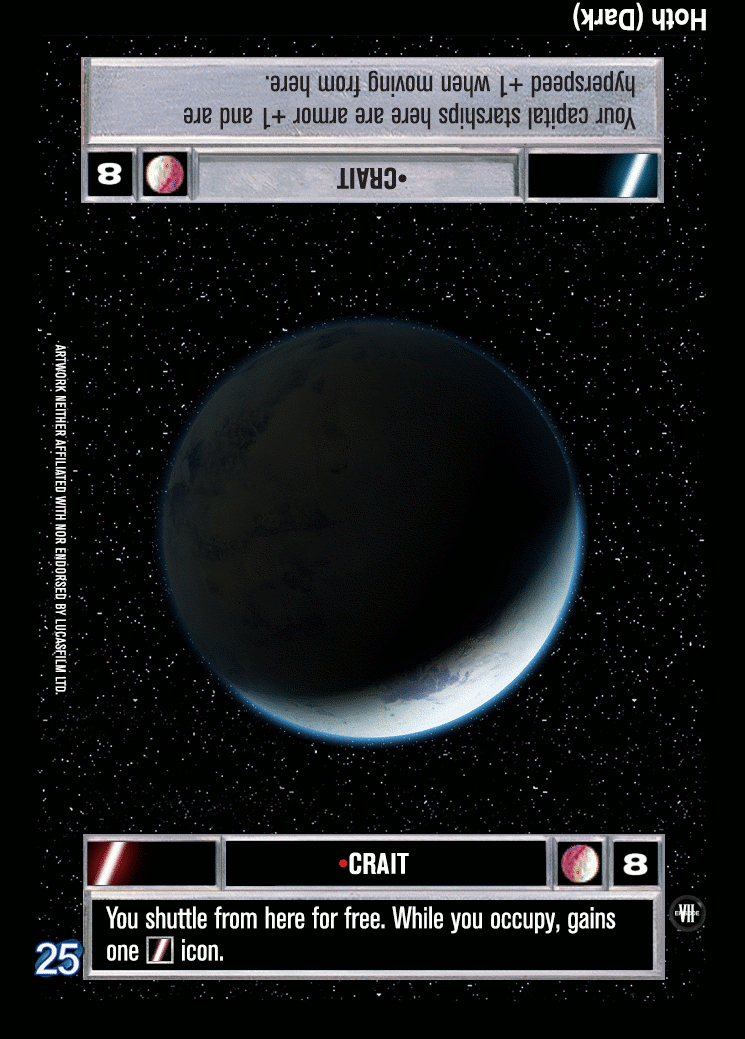 Hoth (Dark)
Your capital starships here are armor +1 and are
hyperspeed +1 when moving from here.
8
•CRAIT
ARTWORK NEITHER AFFILIATED WITH NOR ENDORSED BY LUCASFILM LTD.
•CRAIT
8
You shuttle from here for free. While you occupy, gains
one icon.
EPISODE VII
25